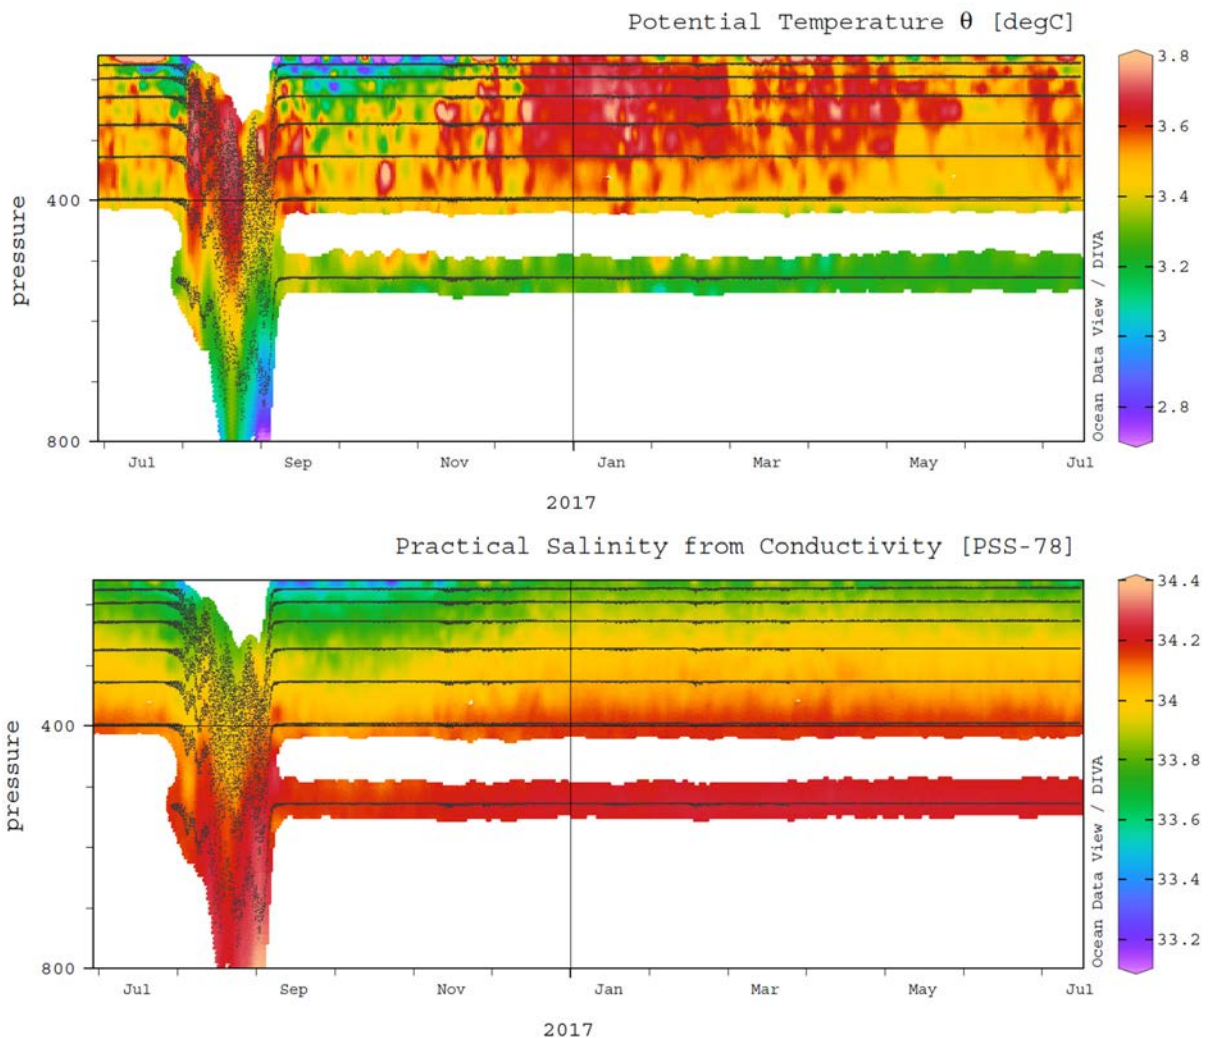 Potential Temperature θ [degC]
3.8
3.6
3.4
3.2
3
2.8
400
800
pressure
Ocean Data View / DIVA
Jul
Sep
Nov
Jan
Mar
May
Jul
2017
Practical Salinity from Conductivity [PSS-78]
34.4
34.2
34
33.8
33.6
33.4
33.2
400
800
pressure
Ocean Data View / DIVA
Jul
Sep
Nov
Jan
Mar
May
Jul
2017